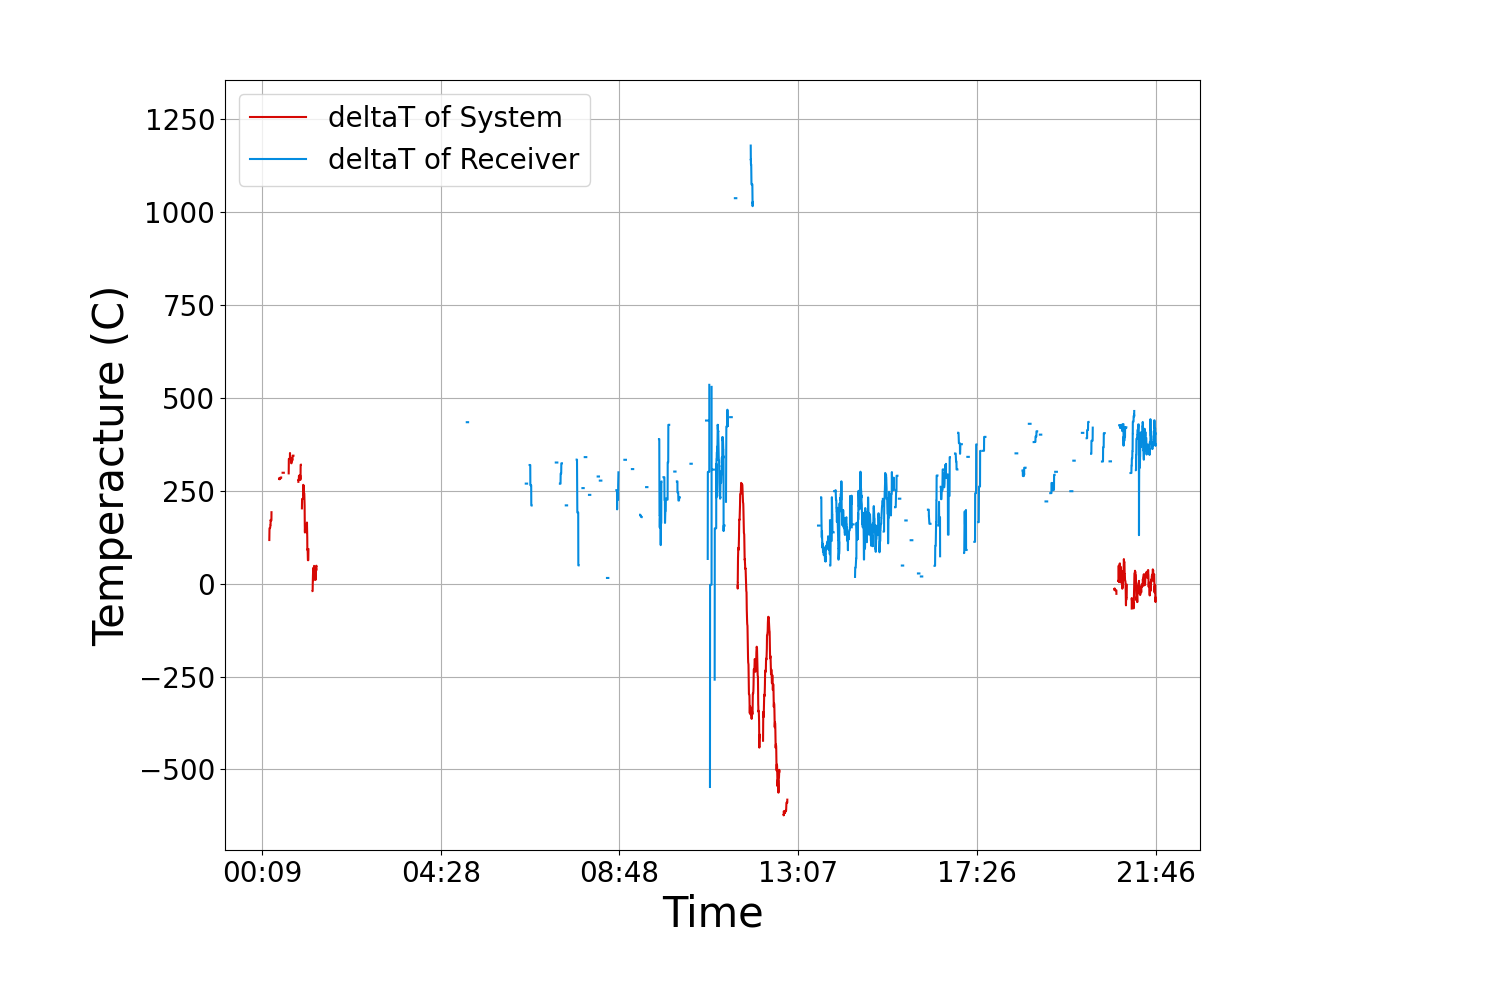 deltaT of System
deltaT of Receiver
1250
1000
750
500
250
0
−250
−500
Temperacture (C)
00:09 04:28 08:48 13:07 17:26 21:46
Time